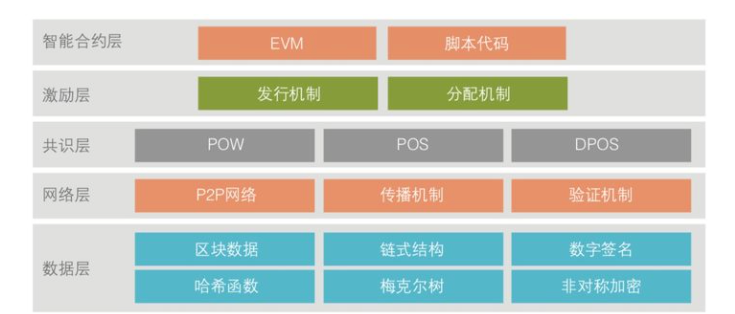 智能合约层 EVM 脚本代码
激励层 发行机制 分配机制
共识层 POW POS DPOS
网络层 P2P网络 传播机制 验证机制
数据层
区块数据 链式结构 数字签名
哈希函数 梅克尔树 非对称加密